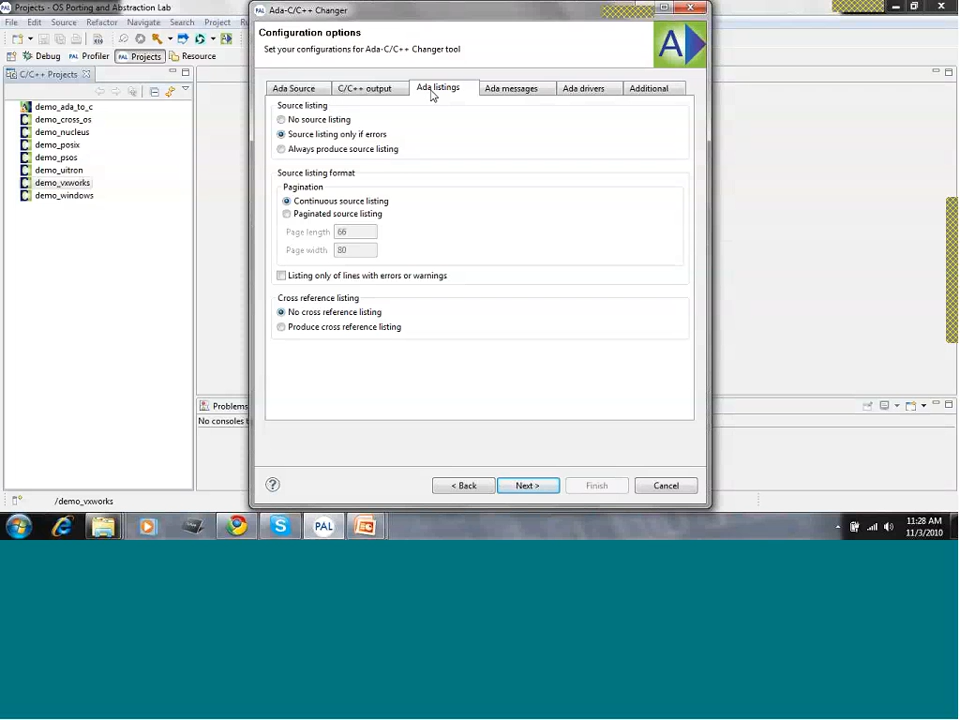 Projects - OS Porting and Abstraction Lab
File Edit Source Refactor Navigate Search Project
Debug Profiler Projects Resource
C/C++ Projects
demo_ada_to_c
demo_cross_os
demo_nucleus
demo_posix
demo_psos
demo_uitron
demo_vxworks
demo_windows
PAL Ada-C/C++ Changer
Configuration options
Set your configurations for Ada-C/C++ Changer tool
A
Ada Source C/C++ output Ada listings Ada messages Ada drivers Additional
Source listing
No source listing
Source listing only if errors
Always produce source listing
Source listing format
Pagination
Continuous source listing
Paginated source listing
Page length 66
Page width 80
Listing only of lines with errors or warnings
Cross reference listing
No cross reference listing
Produce cross reference listing
Problems
No consoles
< Back Next > Finish Cancel
/demo_vxworks
PAL
11:28 AM
11/3/2010